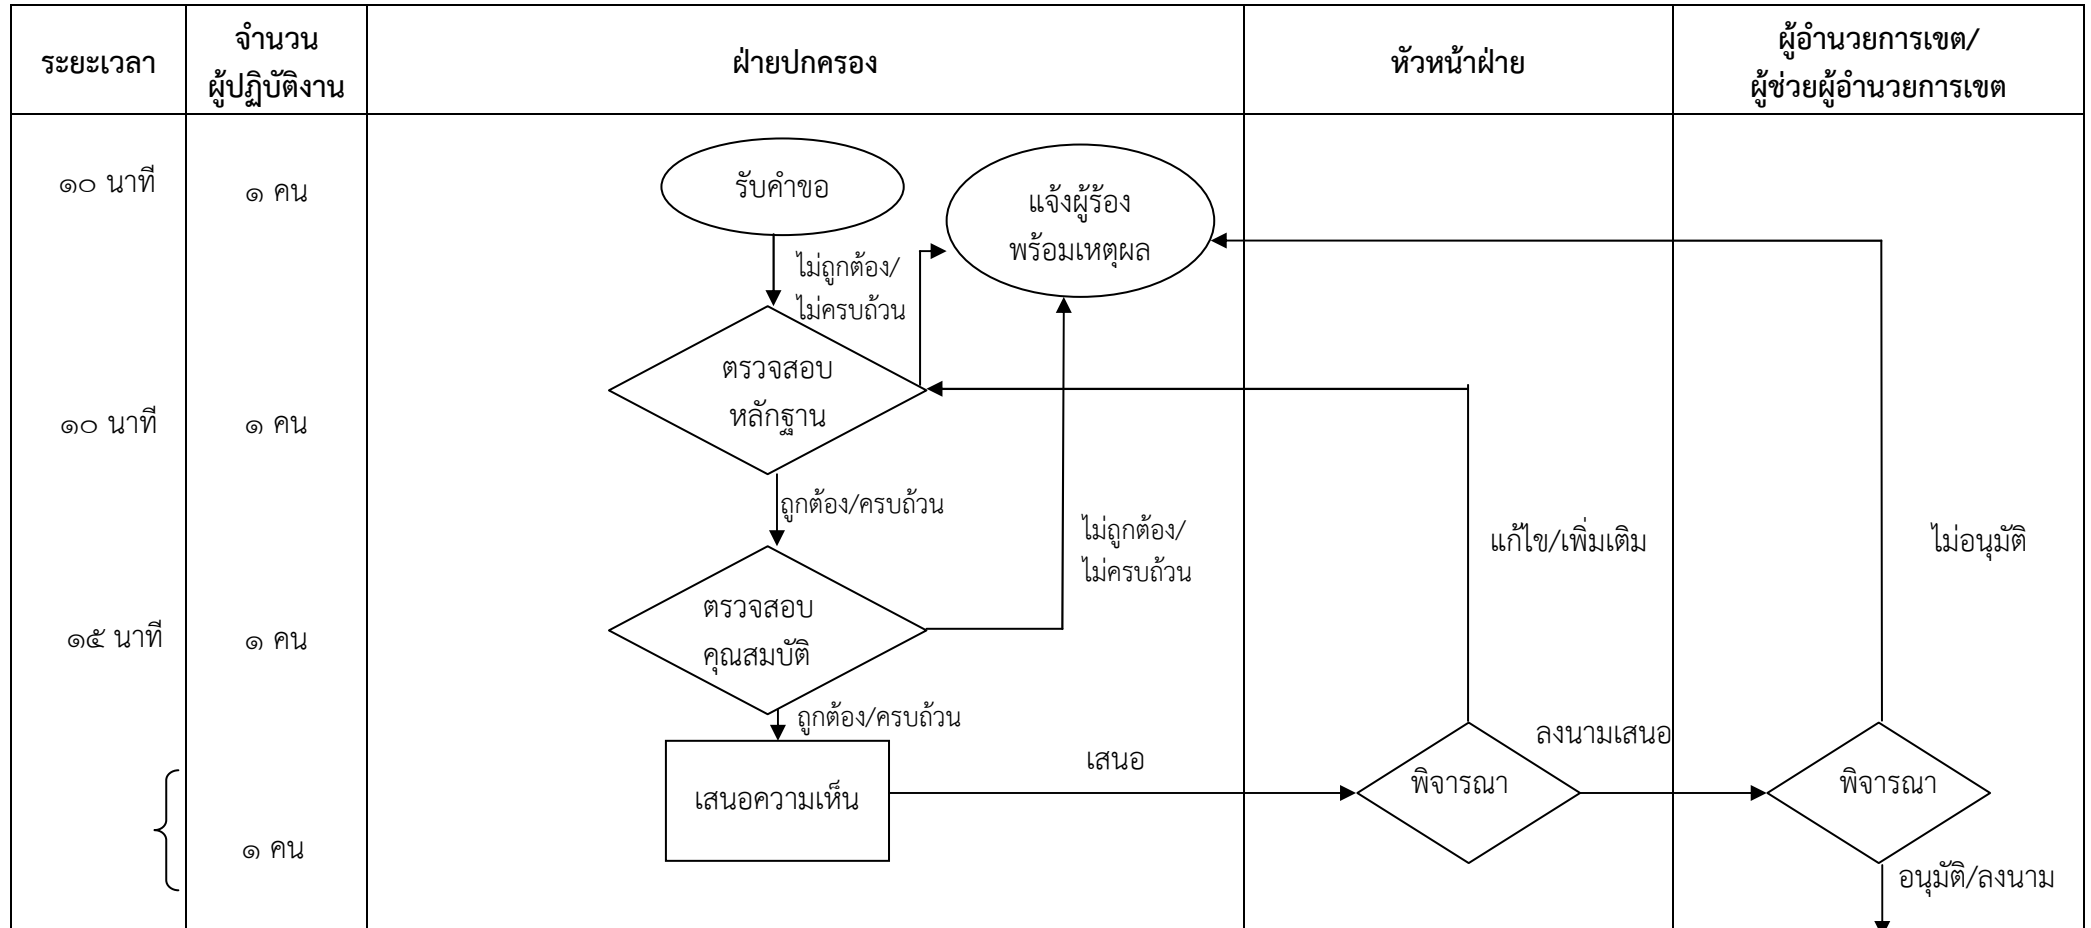 ระยะเวลา
จำนวน
ผู้ปฏิบัติงาน
ฝ่ายปกครอง
หัวหน้าฝ่าย
ผู้อำนวยการเขต/
ผู้ช่วยผู้อำนวยการเขต
๑๐ นาที
๑ คน
รับคำขอ
แจ้งผู้ร้อง
พร้อมเหตุผล
ไม่ถูกต้อง/
ไม่ครบถ้วน
๑๐ นาที
๑ คน
ตรวจสอบ
หลักฐาน
ถูกต้อง/ครบถ้วน
ไม่ถูกต้อง/
ไม่ครบถ้วน
แก้ไข/เพิ่มเติม
ไม่อนุมัติ
๑๕ นาที
๑ คน
ตรวจสอบ
คุณสมบัติ
ถูกต้อง/ครบถ้วน
เสนอความเห็น
เสนอ
พิจารณา
ลงนามเสนอ
พิจารณา
๑ คน
อนุมัติ/ลงนาม